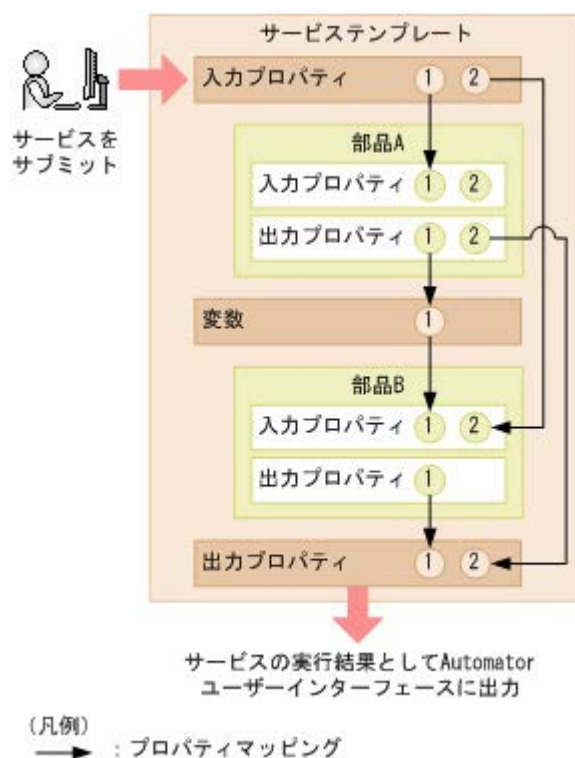 サービステンプレート
入力プロパティ 1 2
サービスを
サブミット
部品A
入力プロパティ 1 2
出力プロパティ 1 2
変数 1
部品B
入力プロパティ 1 2
出力プロパティ 1
出力プロパティ 1 2
サービスの実行結果としてAutomator
ユーザーインターフェースに出力
(凡例)
: プロパティマッピング